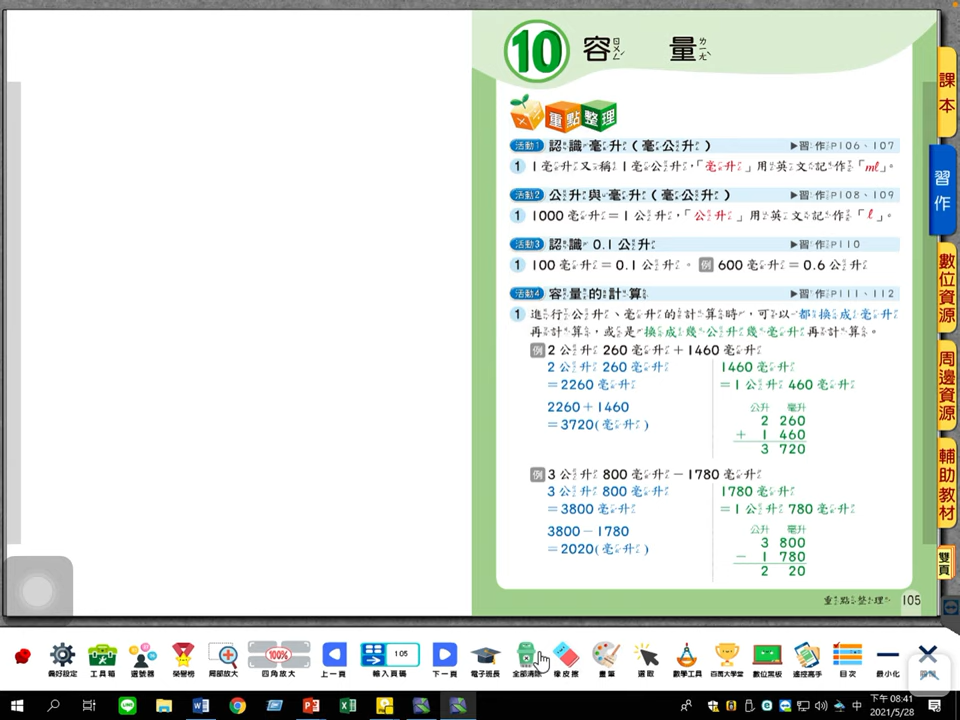 10 容量
重點整理
活動1 認識毫升(毫公升) ▶習作P106、107
1 1毫升又稱1毫公升,「毫升」用英文記作「mℓ」。
活動2 公升與毫升(毫公升) ▶習作P108、109
1 1000毫升=1公升,「公升」用英文記作「ℓ」。
活動3 認識0.1公升 ▶習作P110
1 100毫升=0.1公升。 例 600毫升=0.6公升
活動4 容量的計算 ▶習作P111、112
1 進行公升、毫升的計算時,可以都換成毫升
再計算,或是換成幾公升幾毫升再計算。
例 2公升260毫升+1460毫升
2公升260毫升
=2260毫升
2260+1460
=3720(毫升)
1460毫升
=1公升460毫升
公升 毫升
2 260
+ 1 460
3 720
例 3公升800毫升-1780毫升
3公升800毫升
=3800毫升
3800-1780
=2020(毫升)
1780毫升
=1公升780毫升
公升 毫升
3 800
- 1 780
2 20
重點整理 105
課本
習作
數位資源
周邊資源
輔助教材
雙頁
100% 105
偏好設定 工具箱 選號器 榮譽榜 局部放大 四角放大 上一頁 輸入頁碼 下一頁 電子班長 全部清除 橡皮擦 畫筆 選取 數學工具 百萬大學堂 數位黑板 遙控高手 目次 最小化
中
下午 08:41
2021/5/28